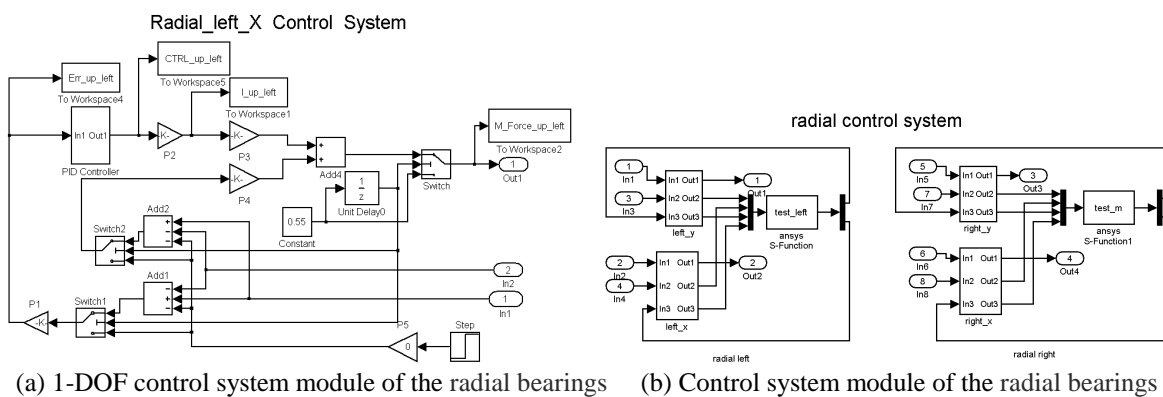 Radial_left_X Control System
CTRL_up_left
To Workspace5
Err_up_left
To Workspace4
I_up_left
To Workspace1
In1 Out1
PID Controller
-K-
P2
-K-
P3
-K-
P4
+
+
Add4
M_Force_up_left
To Workspace2
1
Out1
Switch
1
z
Unit Delay0
0.55
Constant
Add2
+
−
−
Switch2
Add1
−
+
−
Switch1
P1
-K-
2
In2
1
In1
P5
0
Step
(a) 1-DOF control system module of the radial bearings
radial control system
1
In1
3
In3
In1 Out1
In2 Out2
In3 Out3
left_y
1
Out1
test_left
ansys
S-Function
2
In2
4
In4
In1 Out1
In2 Out2
In3 Out3
left_x
2
Out2
radial left
5
In5
7
In7
In1 Out1
In2 Out2
In3 Out3
right_y
3
Out3
test_m
ansys
S-Function1
6
In6
8
In8
In1 Out1
In2 Out2
In3 Out3
right_x
4
Out4
radial right
(b) Control system module of the radial bearings